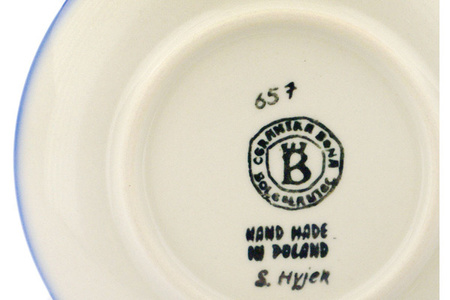 657
CERAMIKA BONA
B
BOLESŁAWIEC
HAND MADE
IN POLAND
S. Hyjek